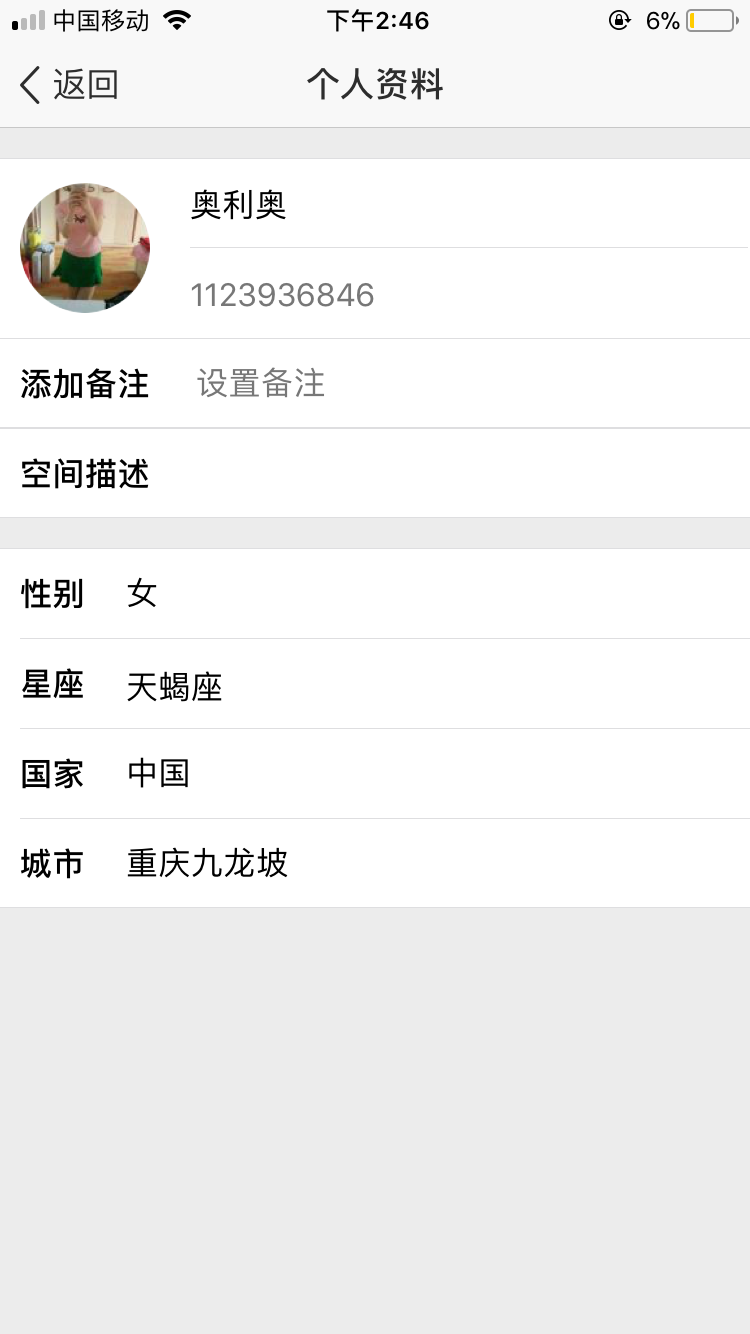 中国移动 下午2:46 6%
返回 个人资料
奥利奥
1123936846
添加备注 设置备注
空间描述
性别 女
星座 天蝎座
国家 中国
城市 重庆九龙坡